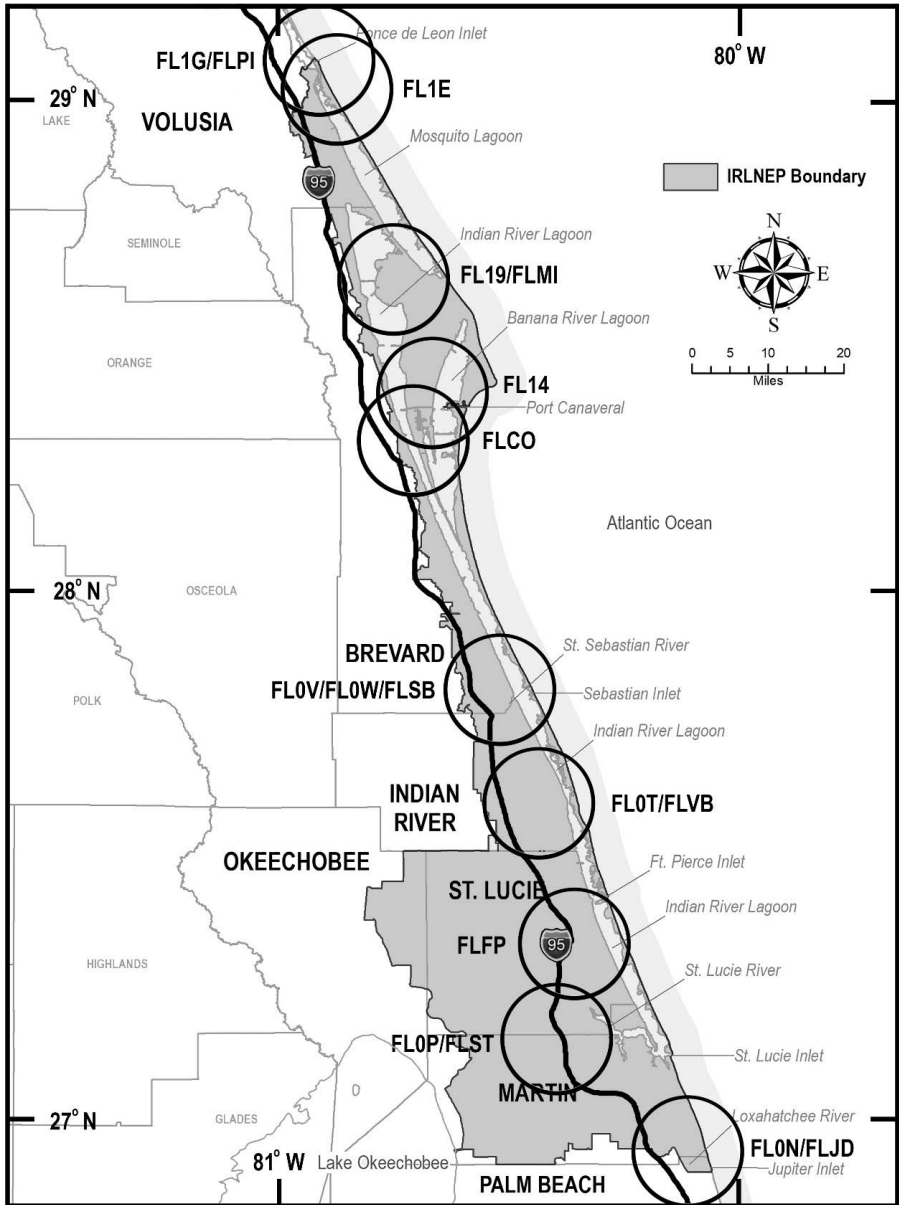 Ponce de Leon Inlet
FL1G/FLPI
80° W
FL1E
29° N
LAKE
VOLUSIA
Mosquito Lagoon
95
IRLNEP Boundary
N
Indian River Lagoon
SEMINOLE
W
E
FL19/FLMI
S
Banana River Lagoon
0 5 10 20
Miles
ORANGE
FL14
Port Canaveral
FLCO
Atlantic Ocean
28° N
OSCEOLA
St. Sebastian River
BREVARD
FL0V/FL0W/FLSB
Sebastian Inlet
POLK
Indian River Lagoon
INDIAN
RIVER
FL0T/FLVB
OKEECHOBEE
Ft. Pierce Inlet
ST. LUCIE
Indian River Lagoon
FLFP
95
HIGHLANDS
St. Lucie River
FL0P/FLST
St. Lucie Inlet
MARTIN
GLADES
27° N
Loxahatchee River
FL0N/FLJD
81° W
Lake Okeechobee
Jupiter Inlet
PALM BEACH